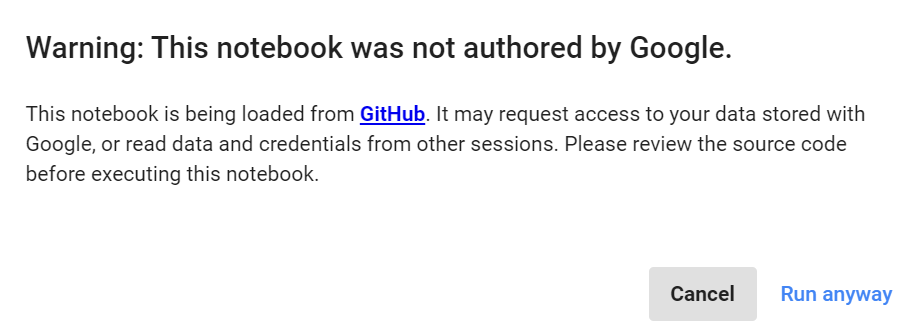 Warning: This notebook was not authored by Google.
This notebook is being loaded from GitHub. It may request access to your data stored with
Google, or read data and credentials from other sessions. Please review the source code
before executing this notebook.
Cancel
Run anyway